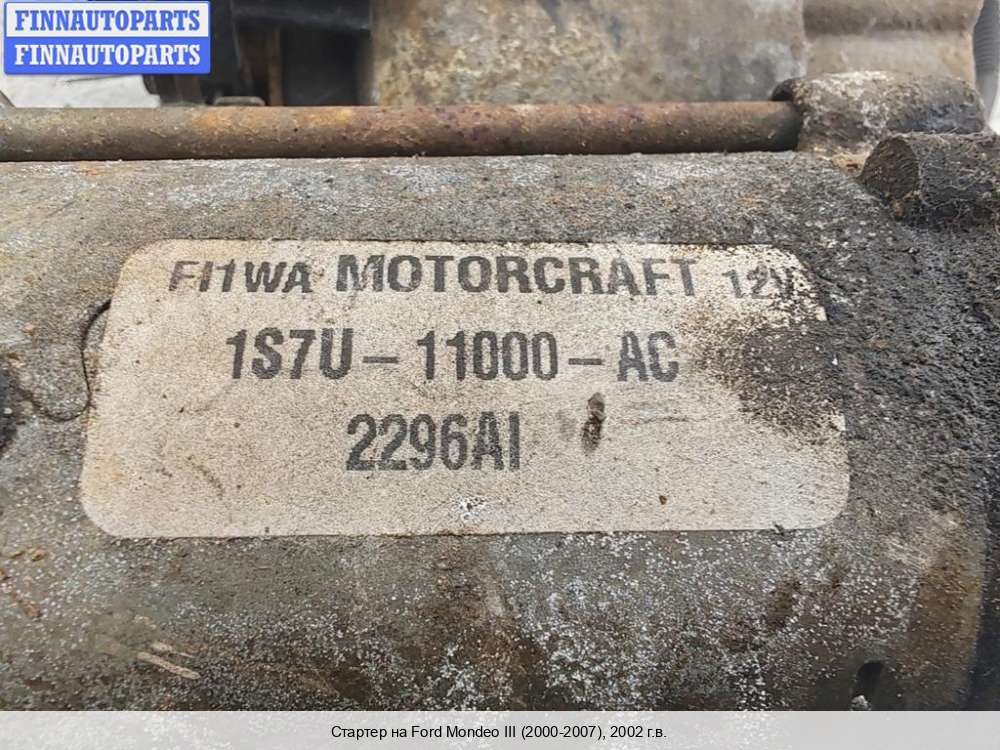 FINNAUTOPARTS
FINNAUTOPARTS
FI1WA MOTORCRAFT 12V
1S7U-11000-AC
2296AI
Стартер на Ford Mondeo III (2000-2007), 2002 г.в.